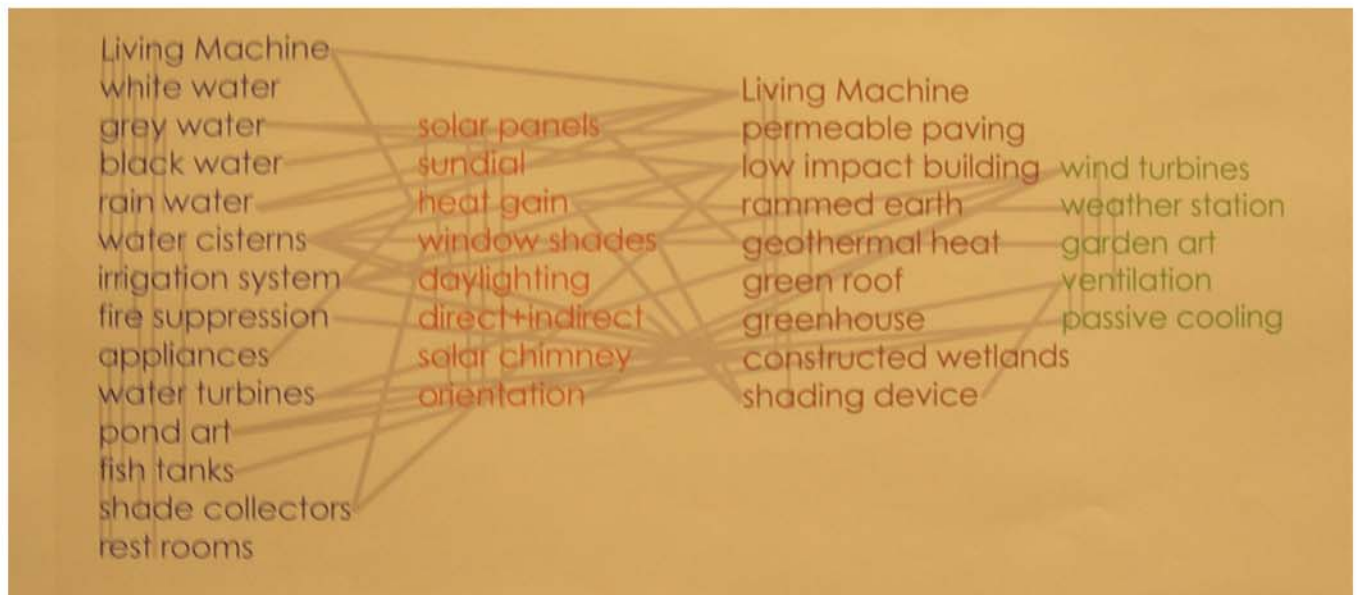 Living Machine
white water
grey water
black water
rain water
water cisterns
irrigation system
fire suppression
appliances
water turbines
pond art
fish tanks
shade collectors
rest rooms
solar panels
sundial
heat gain
window shades
daylighting
direct+indirect
solar chimney
orientation
Living Machine
permeable paving
low impact building
rammed earth
geothermal heat
green roof
greenhouse
constructed wetlands
shading device
wind turbines
weather station
garden art
ventilation
passive cooling